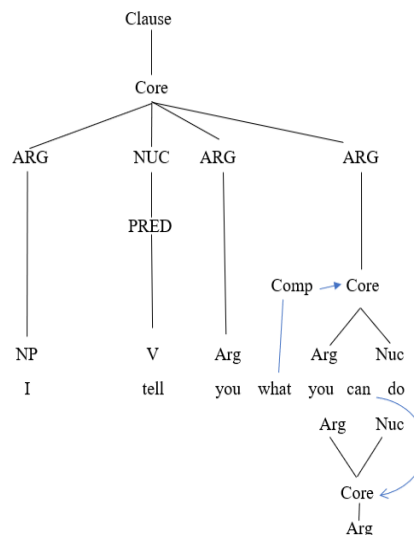 Clause
Core
ARG NUC ARG ARG
PRED
Comp Core
NP V Arg Arg Nuc
I tell you what you can do
Arg Nuc
Core
Arg